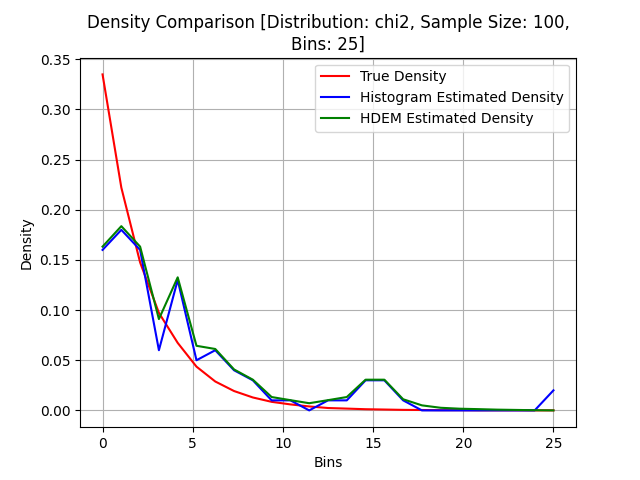 Density Comparison [Distribution: chi2, Sample Size: 100,
Bins: 25]
True Density
Histogram Estimated Density
HDEM Estimated Density
Density
0.35
0.30
0.25
0.20
0.15
0.10
0.05
0.00
0 5 10 15 20 25
Bins